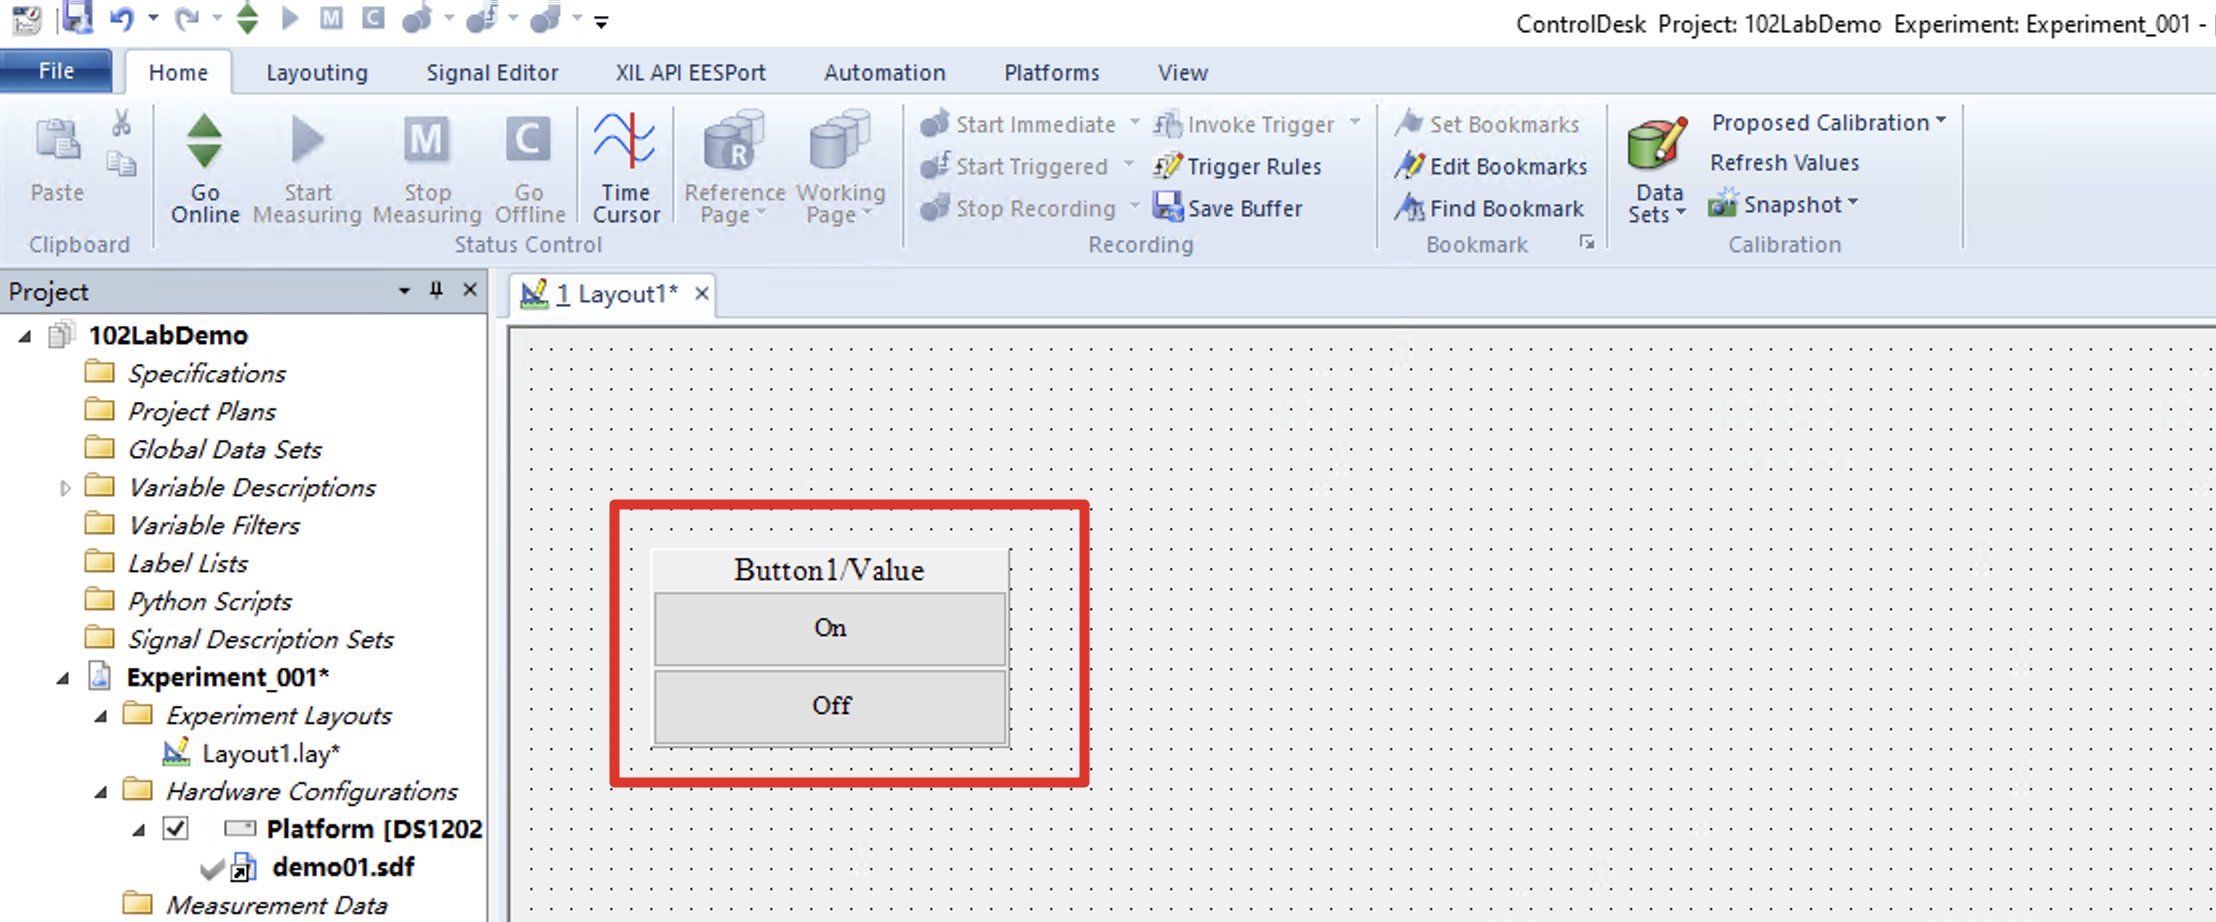 ControlDesk Project: 102LabDemo Experiment: Experiment_001 -
M C
File Home Layouting Signal Editor XIL API EESPort Automation Platforms View
Paste
Clipboard
Go Online
Start Measuring
M
Stop Measuring
C
Go Offline
Status Control
Time Cursor
R
Reference Page
Working Page
Start Immediate
Start Triggered
Stop Recording
Invoke Trigger
Trigger Rules
Save Buffer
Recording
Set Bookmarks
Edit Bookmarks
Find Bookmark
Bookmark
Data Sets
Proposed Calibration
Refresh Values
Snapshot
Calibration
Project
102LabDemo
Specifications
Project Plans
Global Data Sets
Variable Descriptions
Variable Filters
Label Lists
Python Scripts
Signal Description Sets
Experiment_001*
Experiment Layouts
Layout1.lay*
Hardware Configurations
Platform [DS1202
demo01.sdf
Measurement Data
1 Layout1*
Button1/Value
On
Off